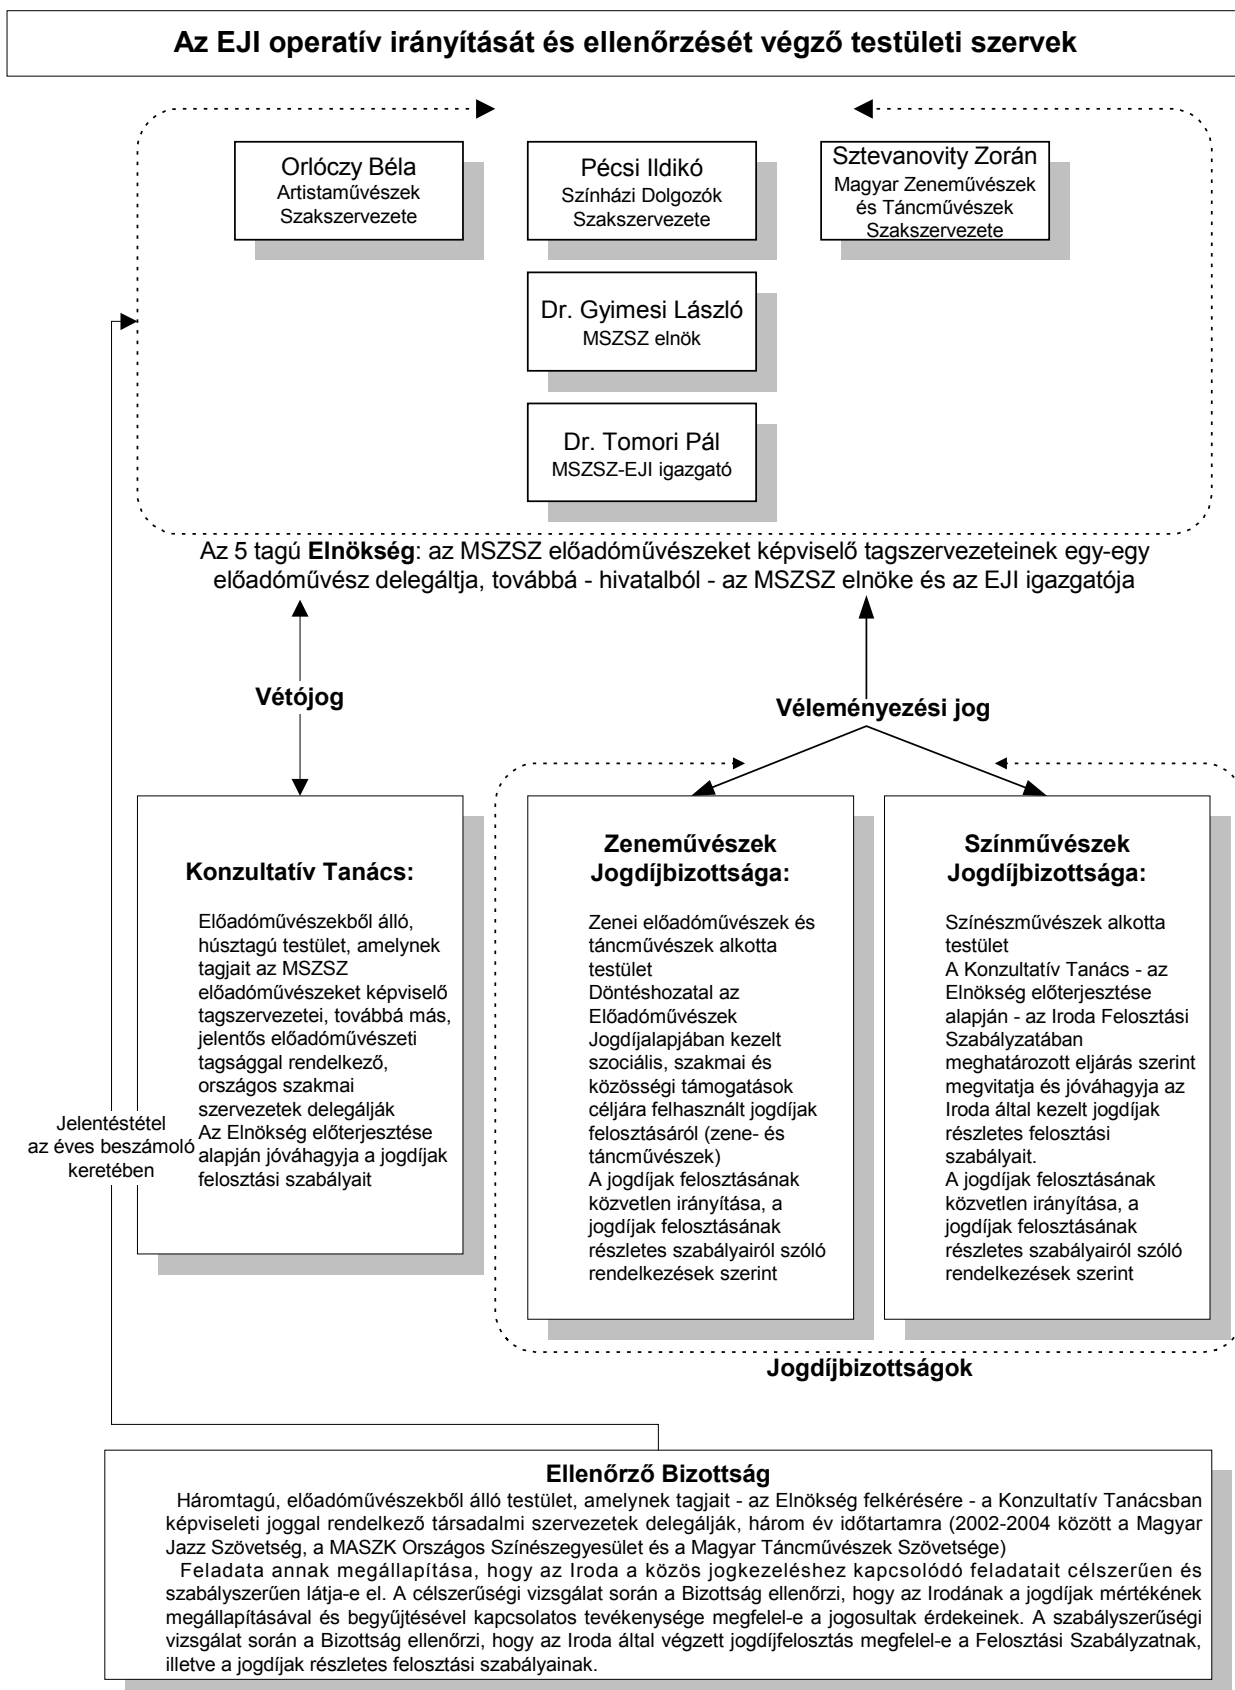 Az EJI operatív irányítását és ellenőrzését végző testületi szervek
Orlóczy Béla
Artistaművészek
Szakszervezete
Pécsi Ildikó
Színházi Dolgozók
Szakszervezete
Sztevanovity Zorán
Magyar Zeneművészek
és Táncművészek
Szakszervezete
Dr. Gyimesi László
MSZSZ elnök
Dr. Tomori Pál
MSZSZ-EJI igazgató
Az 5 tagú Elnökség: az MSZSZ előadóművészeket képviselő tagszervezeteinek egy-egy
előadóművész delegáltja, továbbá - hivatalból - az MSZSZ elnöke és az EJI igazgatója
Vétójog
Véleményezési jog
Konzultatív Tanács:
Előadóművészekből álló,
húsztagú testület, amelynek
tagjait az MSZSZ
előadóművészeket képviselő
tagszervezetei, továbbá más,
jelentős előadóművészeti
tagsággal rendelkező,
országos szakmai
szervezetek delegálják
Az Elnökség előterjesztése
alapján jóváhagyja a jogdíjak
felosztási szabályait
Zeneművészek
Jogdíjbizottsága:
Zenei előadóművészek és
táncművészek alkotta
testület
Döntéshozatal az
Előadóművészek
Jogdíjalapjában kezelt
szociális, szakmai és
közösségi támogatások
céljára felhasznált jogdíjak
felosztásáról (zene- és
táncművészek)
A jogdíjak felosztásának
közvetlen irányítása, a
jogdíjak felosztásának
részletes szabályairól szóló
rendelkezések szerint
Színművészek
Jogdíjbizottsága:
Színészművészek alkotta
testület
A Konzultatív Tanács - az
Elnökség előterjesztése
alapján - az Iroda Felosztási
Szabályzatában
meghatározott eljárás szerint
megvitatja és jóváhagyja az
Iroda által kezelt jogdíjak
részletes felosztási
szabályait.
A jogdíjak felosztásának
közvetlen irányítása, a
jogdíjak felosztásának
részletes szabályairól szóló
rendelkezések szerint
Jelentéstétel
az éves beszámoló
keretében
Jogdíjbizottságok
Ellenőrző Bizottság
Háromtagú, előadóművészekből álló testület, amelynek tagjait - az Elnökség felkérésére - a Konzultatív Tanácsban
képviseleti joggal rendelkező társadalmi szervezetek delegálják, három év időtartamra (2002-2004 között a Magyar
Jazz Szövetség, a MASZK Országos Színészegyesület és a Magyar Táncművészek Szövetsége)
Feladata annak megállapítása, hogy az Iroda a közös jogkezeléshez kapcsolódó feladatait célszerűen és
szabályszerűen látja-e el. A célszerűségi vizsgálat során a Bizottság ellenőrzi, hogy az Irodának a jogdíjak mértékének
megállapításával és begyűjtésével kapcsolatos tevékenysége megfelel-e a jogosultak érdekeinek. A szabályszerűségi
vizsgálat során a Bizottság ellenőrzi, hogy az Iroda által végzett jogdíjfelosztás megfelel-e a Felosztási Szabályzatnak,
illetve a jogdíjak részletes felosztási szabályainak.